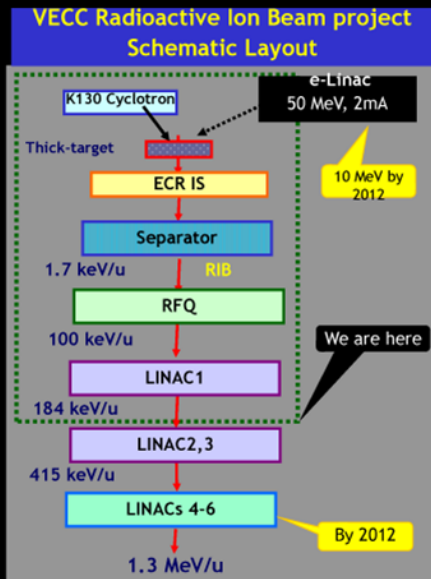 VECC Radioactive Ion Beam project
Schematic Layout
e-Linac
50 MeV, 2mA
K130 Cyclotron
Thick-target
10 MeV by
2012
ECR IS
Separator
1.7 keV/u
RIB
RFQ
100 keV/u
We are here
LINAC1
184 keV/u
LINAC2,3
415 keV/u
LINACs 4-6
By 2012
1.3 MeV/u